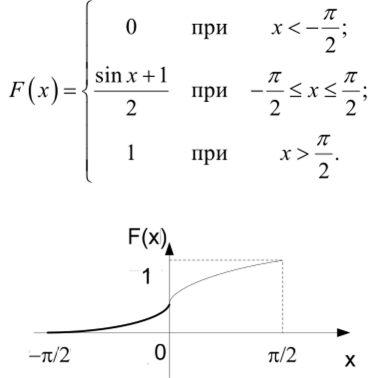 0 при x < -π/2;
F(x) = { (sin x + 1)/2 при -π/2 ≤ x ≤ π/2;
1 при x > π/2.
F(x)
1
-π/2 0 π/2 x